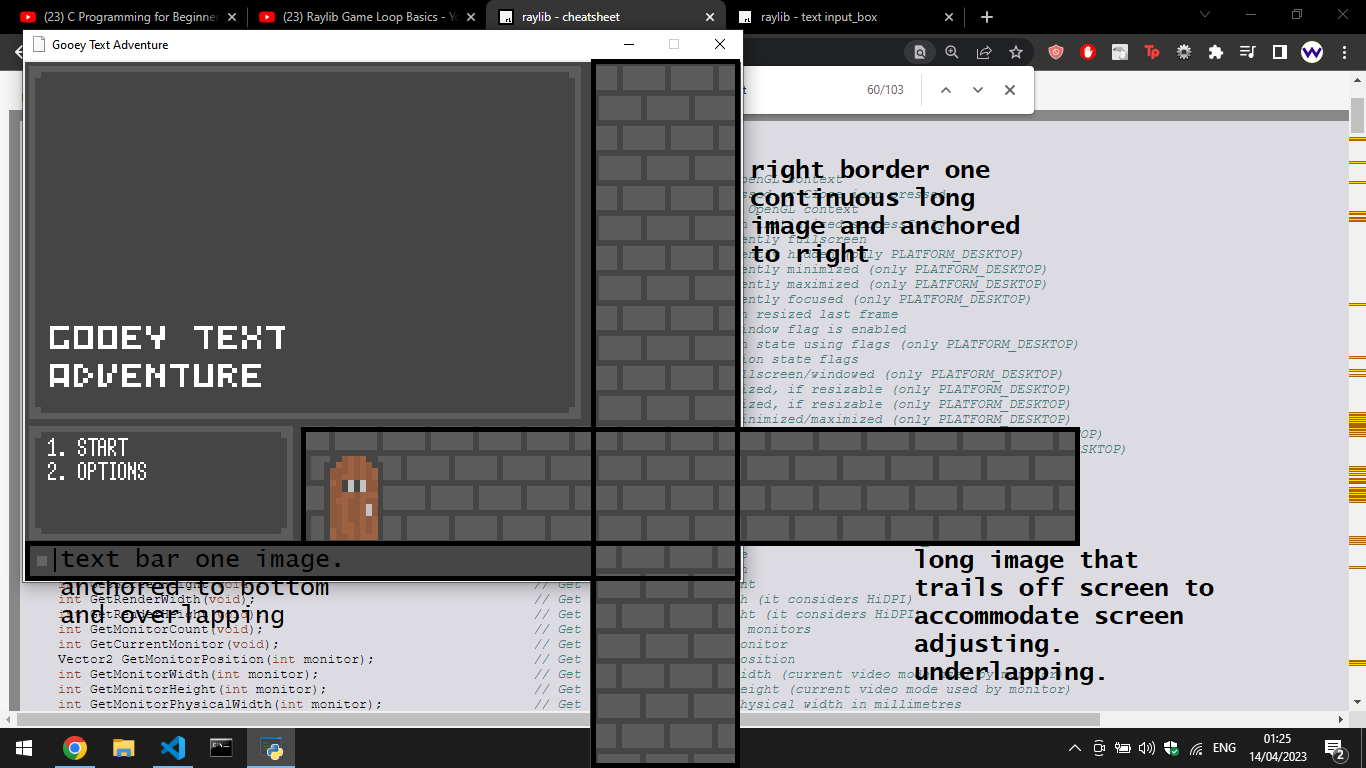 (23) C Programming for Beginner
(23) Raylib Game Loop Basics - Yo
raylib - cheatsheet
raylib - text input_box
Gooey Text Adventure
60/103
right border one
continuous long
image and anchored
to right
OpenGL context
ently fullscreen
ently hidden (only PLATFORM_DESKTOP)
ently minimized (only PLATFORM_DESKTOP)
ently maximized (only PLATFORM_DESKTOP)
ently focused (only PLATFORM_DESKTOP)
n resized last frame
indow flag is enabled
n state using flags (only PLATFORM_DESKTOP)
ion state flags
llscreen/windowed (only PLATFORM_DESKTOP)
ized, if resizable (only PLATFORM_DESKTOP)
ized, if resizable (only PLATFORM_DESKTOP)
inimized/maximized (only PLATFORM_DESKTOP)
TOP)
ESKTOP)
GOOEY TEXT
ADVENTURE
1. START
2. OPTIONS
text bar one image.
anchored to bottom
and overlapping
long image that
trails off screen to
accommodate screen
adjusting.
underlapping.
int GetRenderWidth(void); // Get h (it considers HiDPI)
int GetRenderHeight(void); // Get ht (it considers HiDPI)
int GetMonitorCount(void); // Get monitors
int GetCurrentMonitor(void); // Get onitor
Vector2 GetMonitorPosition(int monitor); // Get osition
int GetMonitorWidth(int monitor); // Get idth (current video mode used by monitor)
int GetMonitorHeight(int monitor); // Get eight (current video mode used by monitor)
int GetMonitorPhysicalWidth(int monitor); // Get hysical width in millimetres
ENG
01:25
14/04/2023
2